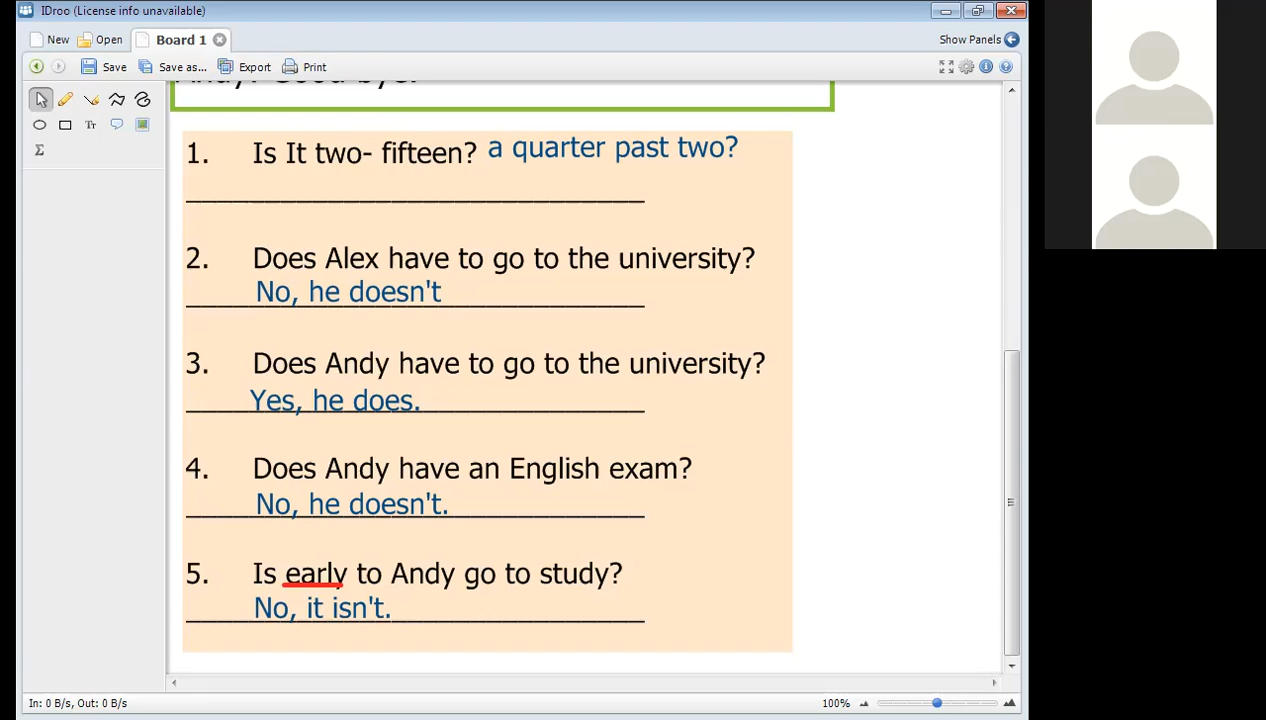 IDroo (License info unavailable)
New Open Board 1 Show Panels
Save Save as... Export Print
1. Is It two- fifteen? a quarter past two?
2. Does Alex have to go to the university?
No, he doesn't
3. Does Andy have to go to the university?
Yes, he does.
4. Does Andy have an English exam?
No, he doesn't.
5. Is early to Andy go to study?
No, it isn't.
In: 0 B/s, Out: 0 B/s 100%